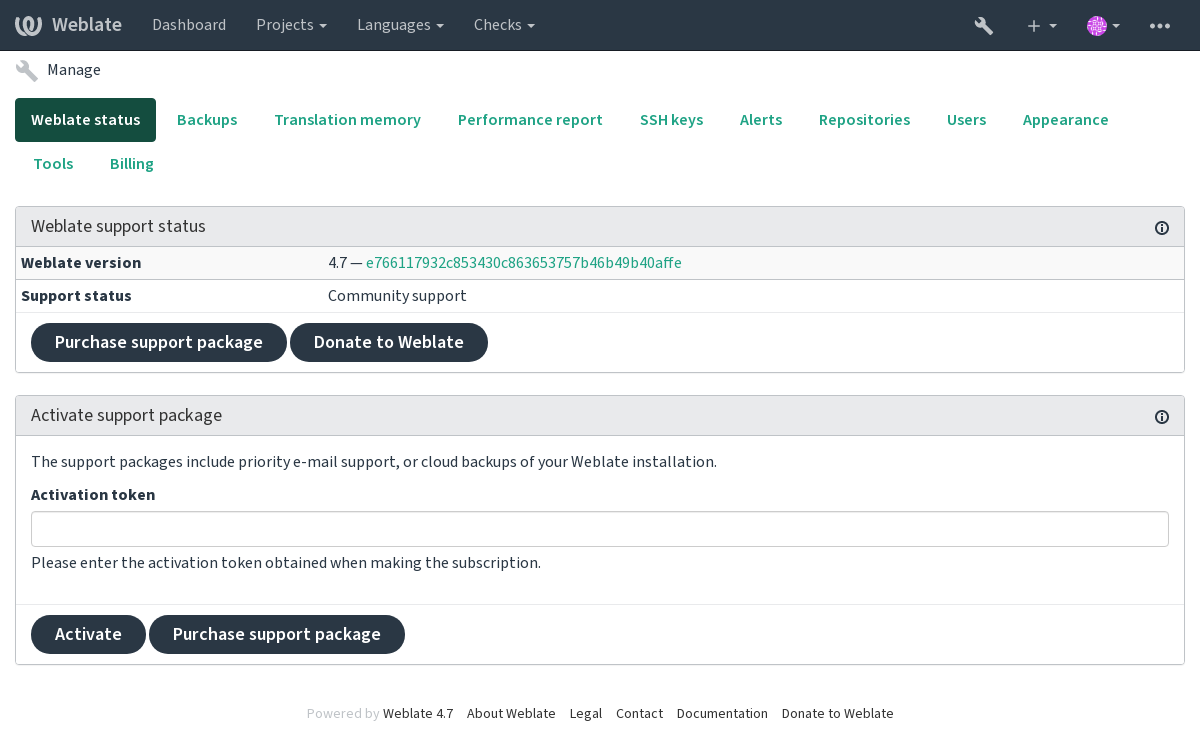 Weblate Dashboard Projects Languages Checks
Manage
Weblate status Backups Translation memory Performance report SSH keys Alerts Repositories Users Appearance
Tools Billing
Weblate support status
Weblate version 4.7 — e766117932c853430c863653757b46b49b40affe
Support status Community support
Purchase support package Donate to Weblate
Activate support package
The support packages include priority e-mail support, or cloud backups of your Weblate installation.
Activation token
Please enter the activation token obtained when making the subscription.
Activate Purchase support package
Powered by Weblate 4.7 About Weblate Legal Contact Documentation Donate to Weblate